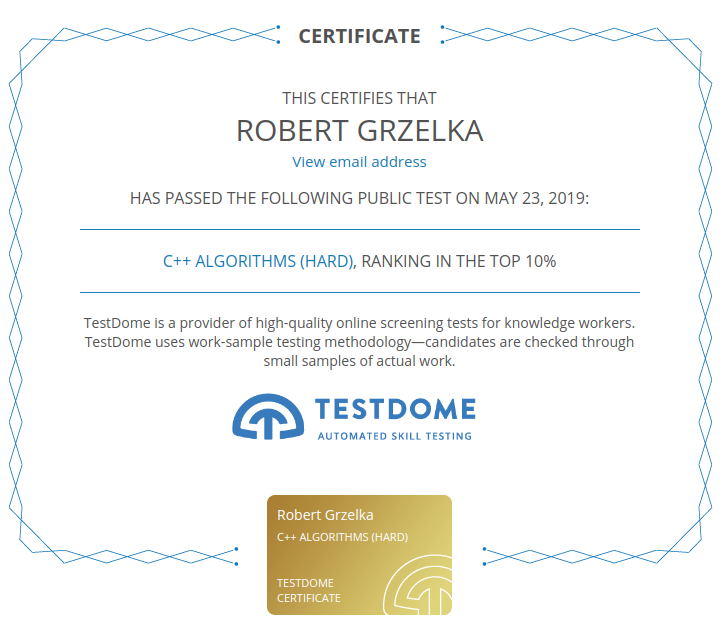 CERTIFICATE
THIS CERTIFIES THAT
ROBERT GRZELKA
View email address
HAS PASSED THE FOLLOWING PUBLIC TEST ON MAY 23, 2019:
C++ ALGORITHMS (HARD), RANKING IN THE TOP 10%
TestDome is a provider of high-quality online screening tests for knowledge workers.
TestDome uses work-sample testing methodology—candidates are checked through
small samples of actual work.
TESTDOME
AUTOMATED SKILL TESTING
Robert Grzelka
C++ ALGORITHMS (HARD)
TESTDOME
CERTIFICATE